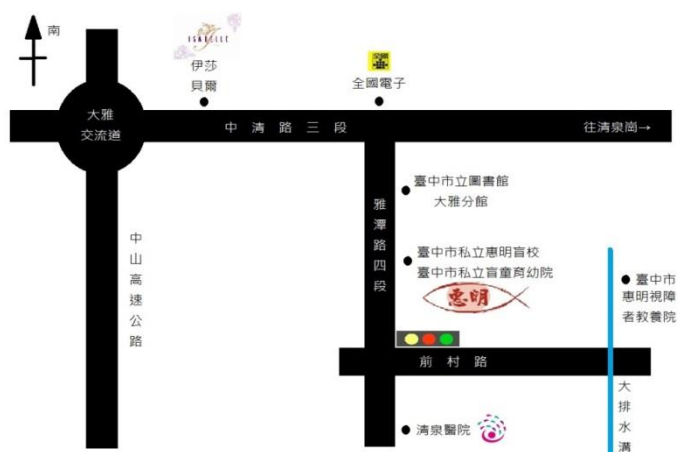 南
ISABELLE
伊莎
貝爾
全國
全國電子
大雅
交流道
中清路三段
往清泉崗→
臺中市立圖書館
大雅分館
雅潭路四段
臺中市私立惠明盲校
臺中市私立盲童育幼院
惠明
中山高速公路
臺中市
惠明視障
者教養院
前村路
大排水溝
清泉醫院